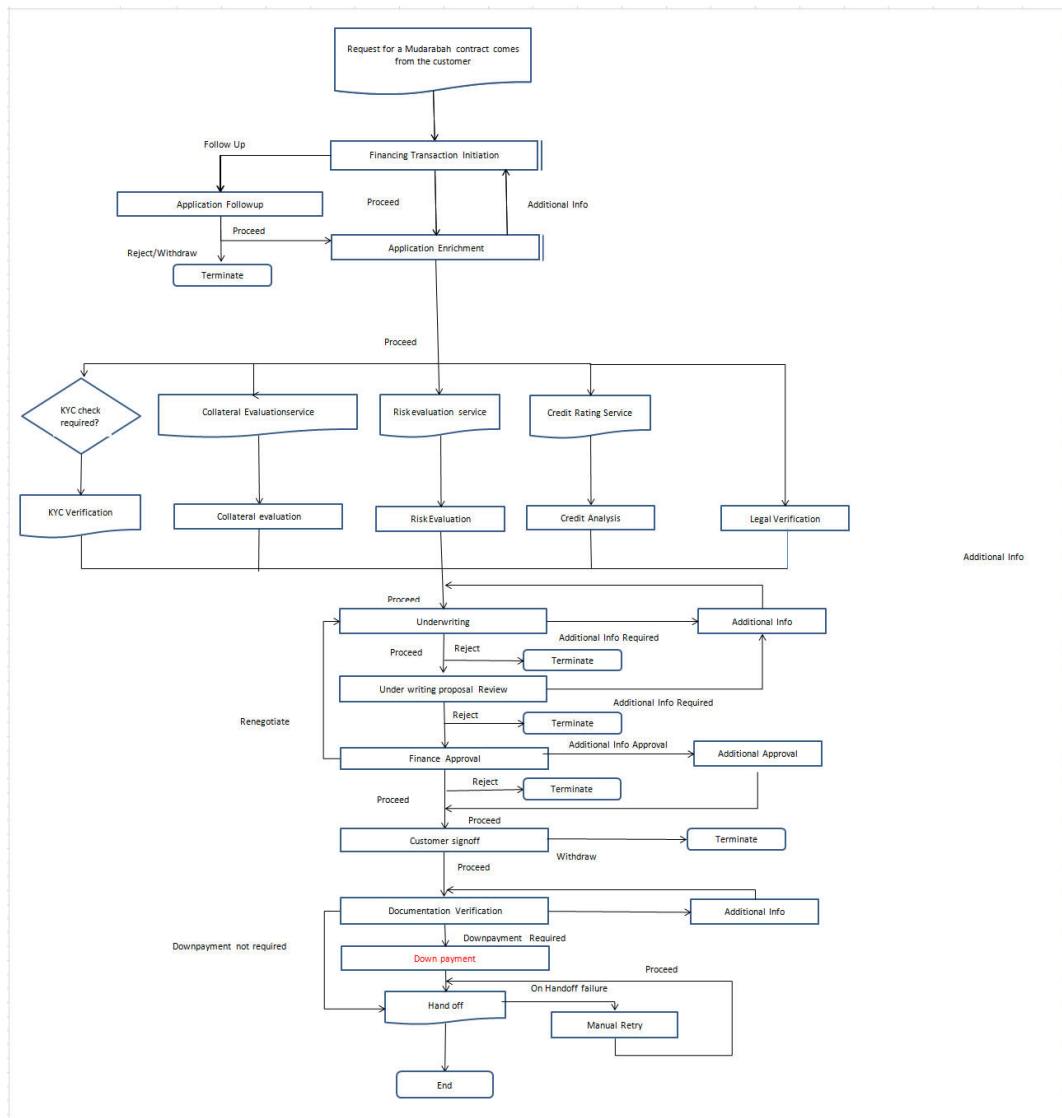 Request for a Mudarabah contract comes
from the customer
Follow Up
Financing Transaction Initiation
Application Followup
Proceed
Additional Info
Proceed
Application Enrichment
Reject/Withdraw
Terminate
Proceed
KYC check
required?
Collateral Evaluationservice
Risk evaluation service
Credit Rating Service
KYC Verification
Collateral evaluation
Risk Evaluation
Credit Analysis
Legal Verification
Additional Info
Proceed
Underwriting
Additional Info
Additional Info Required
Proceed
Reject
Terminate
Under writing proposal Review
Additional Info Required
Renegotiate
Reject
Terminate
Additional Info Approval
Finance Approval
Additional Approval
Reject
Terminate
Proceed
Proceed
Customer signoff
Terminate
Withdraw
Proceed
Documentation Verification
Additional Info
Downpayment not required
Downpayment Required
Down payment
Proceed
On Handoff failure
Hand off
Manual Retry
End